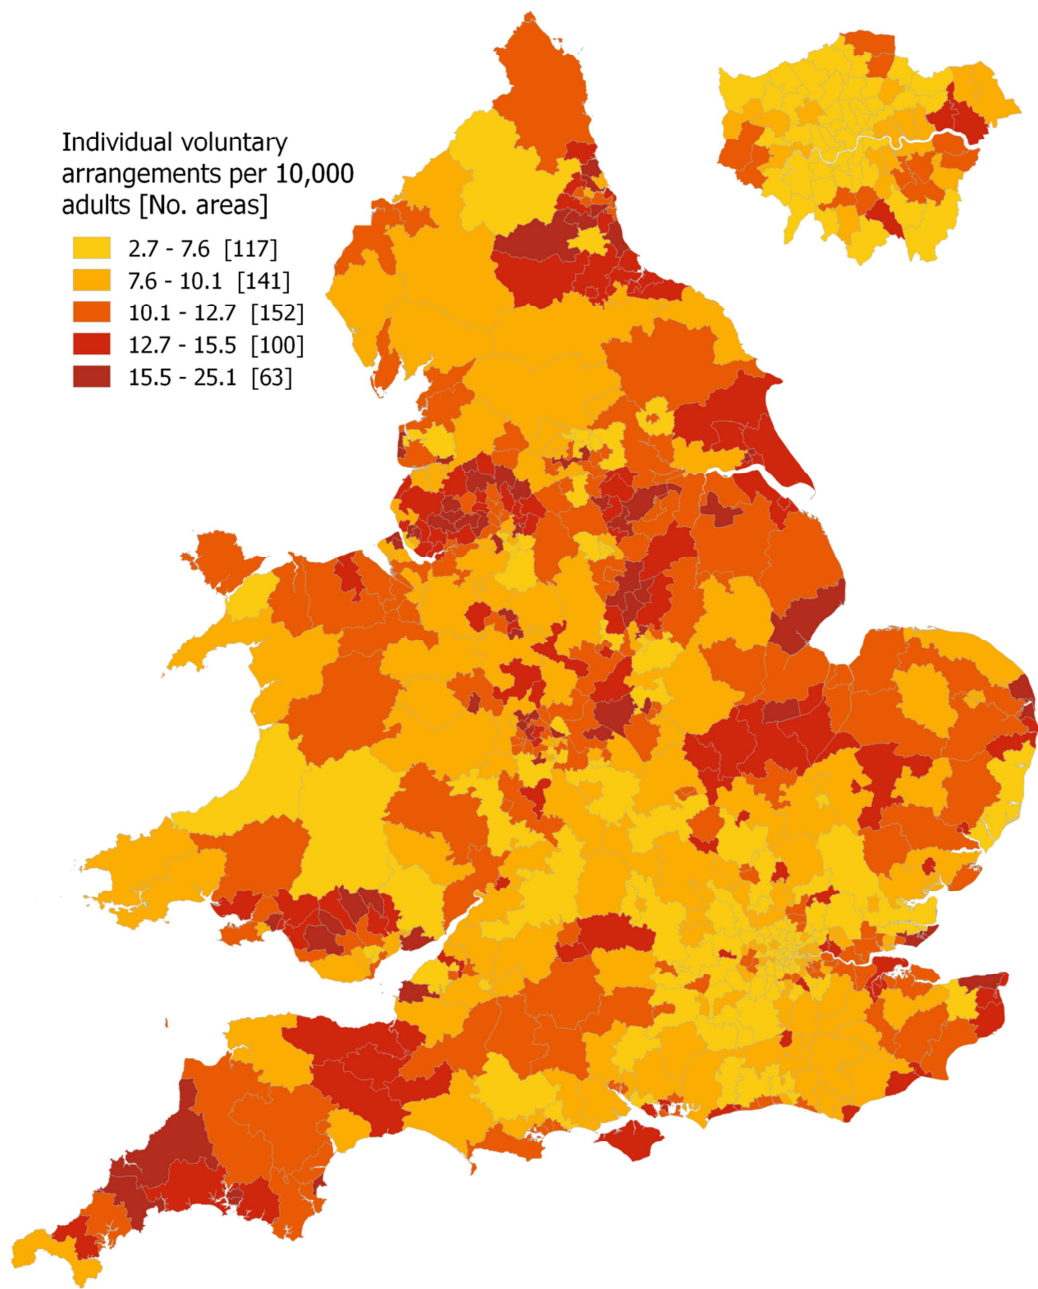 Individual voluntary
arrangements per 10,000
adults [No. areas]
2.7 - 7.6 [117]
7.6 - 10.1 [141]
10.1 - 12.7 [152]
12.7 - 15.5 [100]
15.5 - 25.1 [63]